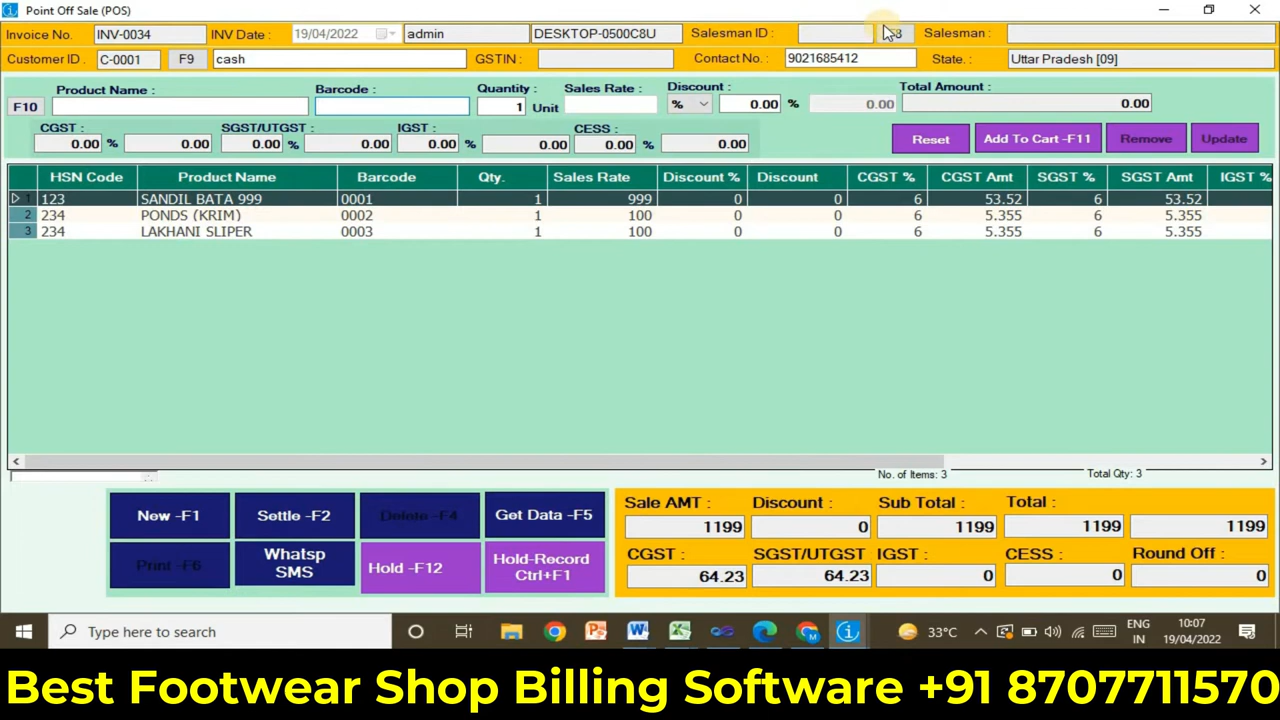 Point Off Sale (POS)
Invoice No. INV-0034 INV Date : 19/04/2022 admin DESKTOP-0500C8U Salesman ID : Salesman :
Customer ID . C-0001 F9 cash GSTIN : Contact No. : 9021685412 State. : Uttar Pradesh [09]
Product Name : Barcode : Quantity : Sales Rate : Discount : Total Amount :
F10 1 Unit % 0.00 % 0.00 0.00
CGST : SGST/UTGST : IGST : CESS :
0.00 % 0.00 0.00 % 0.00 0.00 % 0.00 0.00 % 0.00
Reset Add To Cart -F11 Remove Update
HSN Code Product Name Barcode Qty. Sales Rate Discount % Discount CGST % CGST Amt SGST % SGST Amt IGST %
1 123 SANDIL BATA 999 0001 1 999 0 0 6 53.52 6 53.52
2 234 PONDS (KRIM) 0002 1 100 0 0 6 5.355 6 5.355
3 234 LAKHANI SLIPER 0003 1 100 0 0 6 5.355 6 5.355
No. of Items: 3 Total Qty: 3
New -F1 Settle -F2 Delete -F4 Get Data -F5
Print -F6 Whatsp SMS Hold -F12 Hold-Record Ctrl+F1
Sale AMT : Discount : Sub Total : Total :
1199 0 1199 1199 1199
CGST : SGST/UTGST IGST : CESS : Round Off :
64.23 64.23 0 0 0
Type here to search 33°C ENG IN 10:07 19/04/2022
Best Footwear Shop Billing Software +91 8707711570